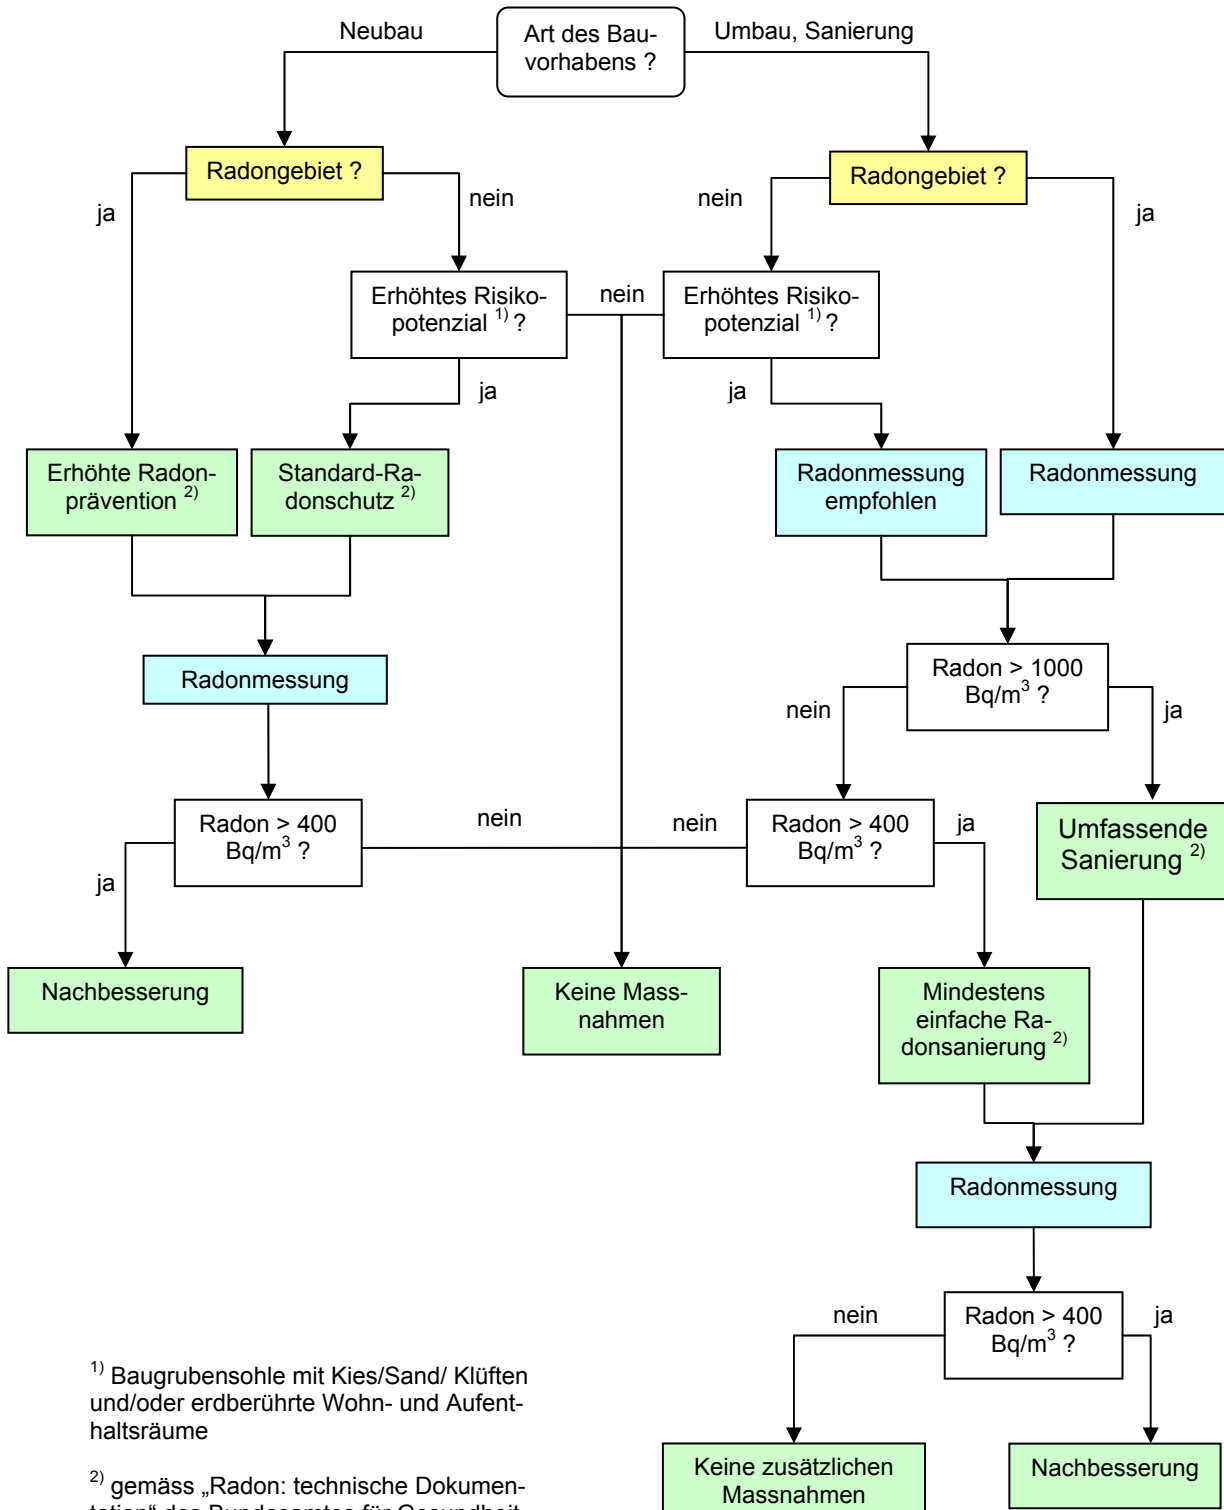 Neubau
Art des Bau-
vorhabens ?
Umbau, Sanierung
Radongebiet ?
Radongebiet ?
ja
nein
nein
ja
Erhöhtes Risiko-
potenzial 1) ?
nein
Erhöhtes Risiko-
potenzial 1) ?
ja
ja
Erhöhte Radon-
prävention 2)
Standard-Ra-
donschutz 2)
Radonmessung
empfohlen
Radonmessung
Radonmessung
Radon > 1000
Bq/m3 ?
nein
ja
Radon > 400
Bq/m3 ?
nein
nein
Radon > 400
Bq/m3 ?
ja
Umfassende
Sanierung 2)
ja
Nachbesserung
Keine Mass-
nahmen
Mindestens
einfache Ra-
donsanierung 2)
Radonmessung
nein
Radon > 400
Bq/m3 ?
ja
Keine zusätzlichen
Massnahmen
Nachbesserung
1) Baugrubensohle mit Kies/Sand/ Klüften
und/oder erdberührte Wohn- und Aufent-
haltsräume
2) gemäss „Radon: technische Dokumen-
tation“ des Bundesamtes für Gesundheit